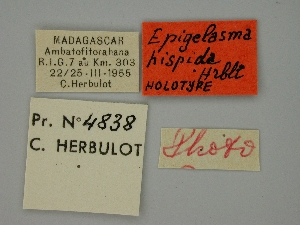 MADAGASCAR
Ambatofitorahana
R.I.G.7 au Km. 303
22/25-III-1955
C.Herbulot
Epigelasma
hispida
Hrblt
HOLOTYPE
Pr. N° 4838
C. HERBULOT
Photo